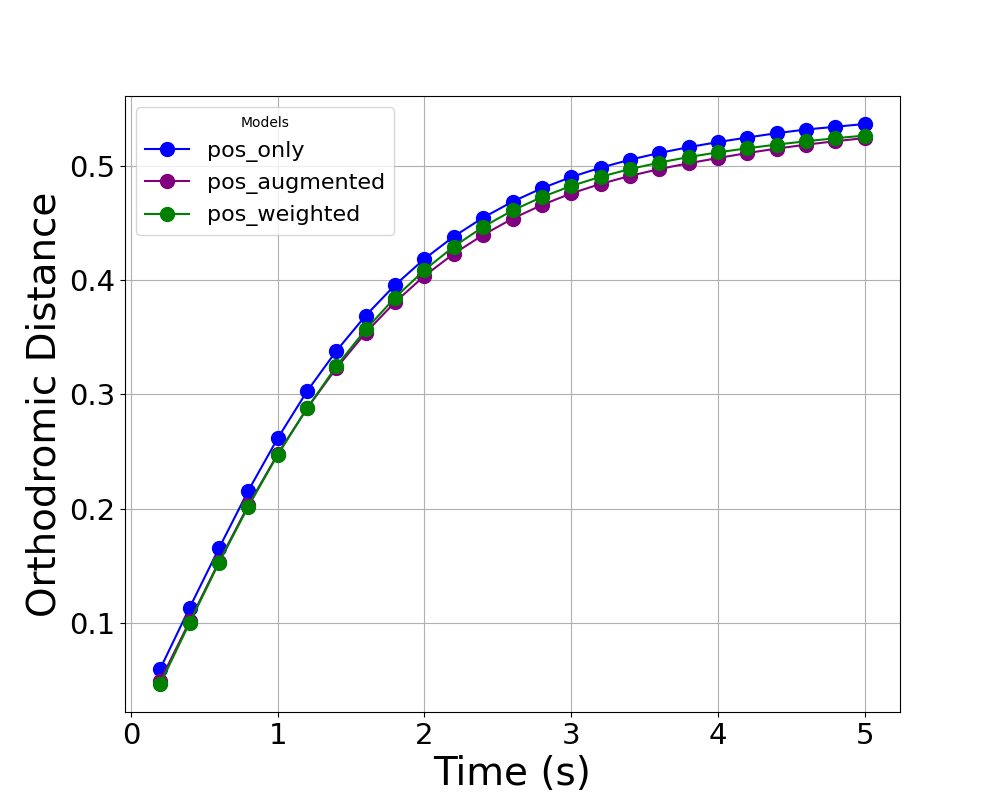 Models
pos_only
pos_augmented
pos_weighted
Orthodromic Distance
0.5
0.4
0.3
0.2
0.1
0 1 2 3 4 5
Time (s)